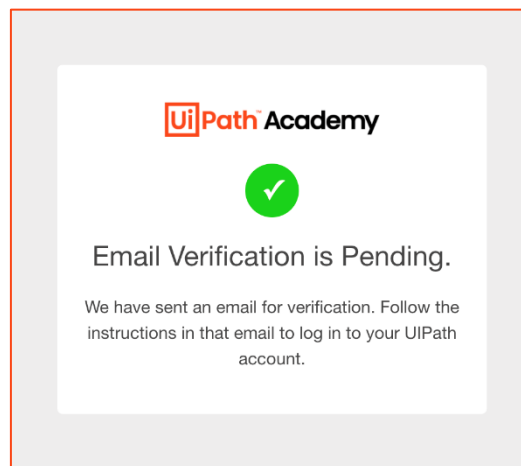 UiPath™ Academy
Email Verification is Pending.
We have sent an email for verification. Follow the
instructions in that email to log in to your UIPath
account.